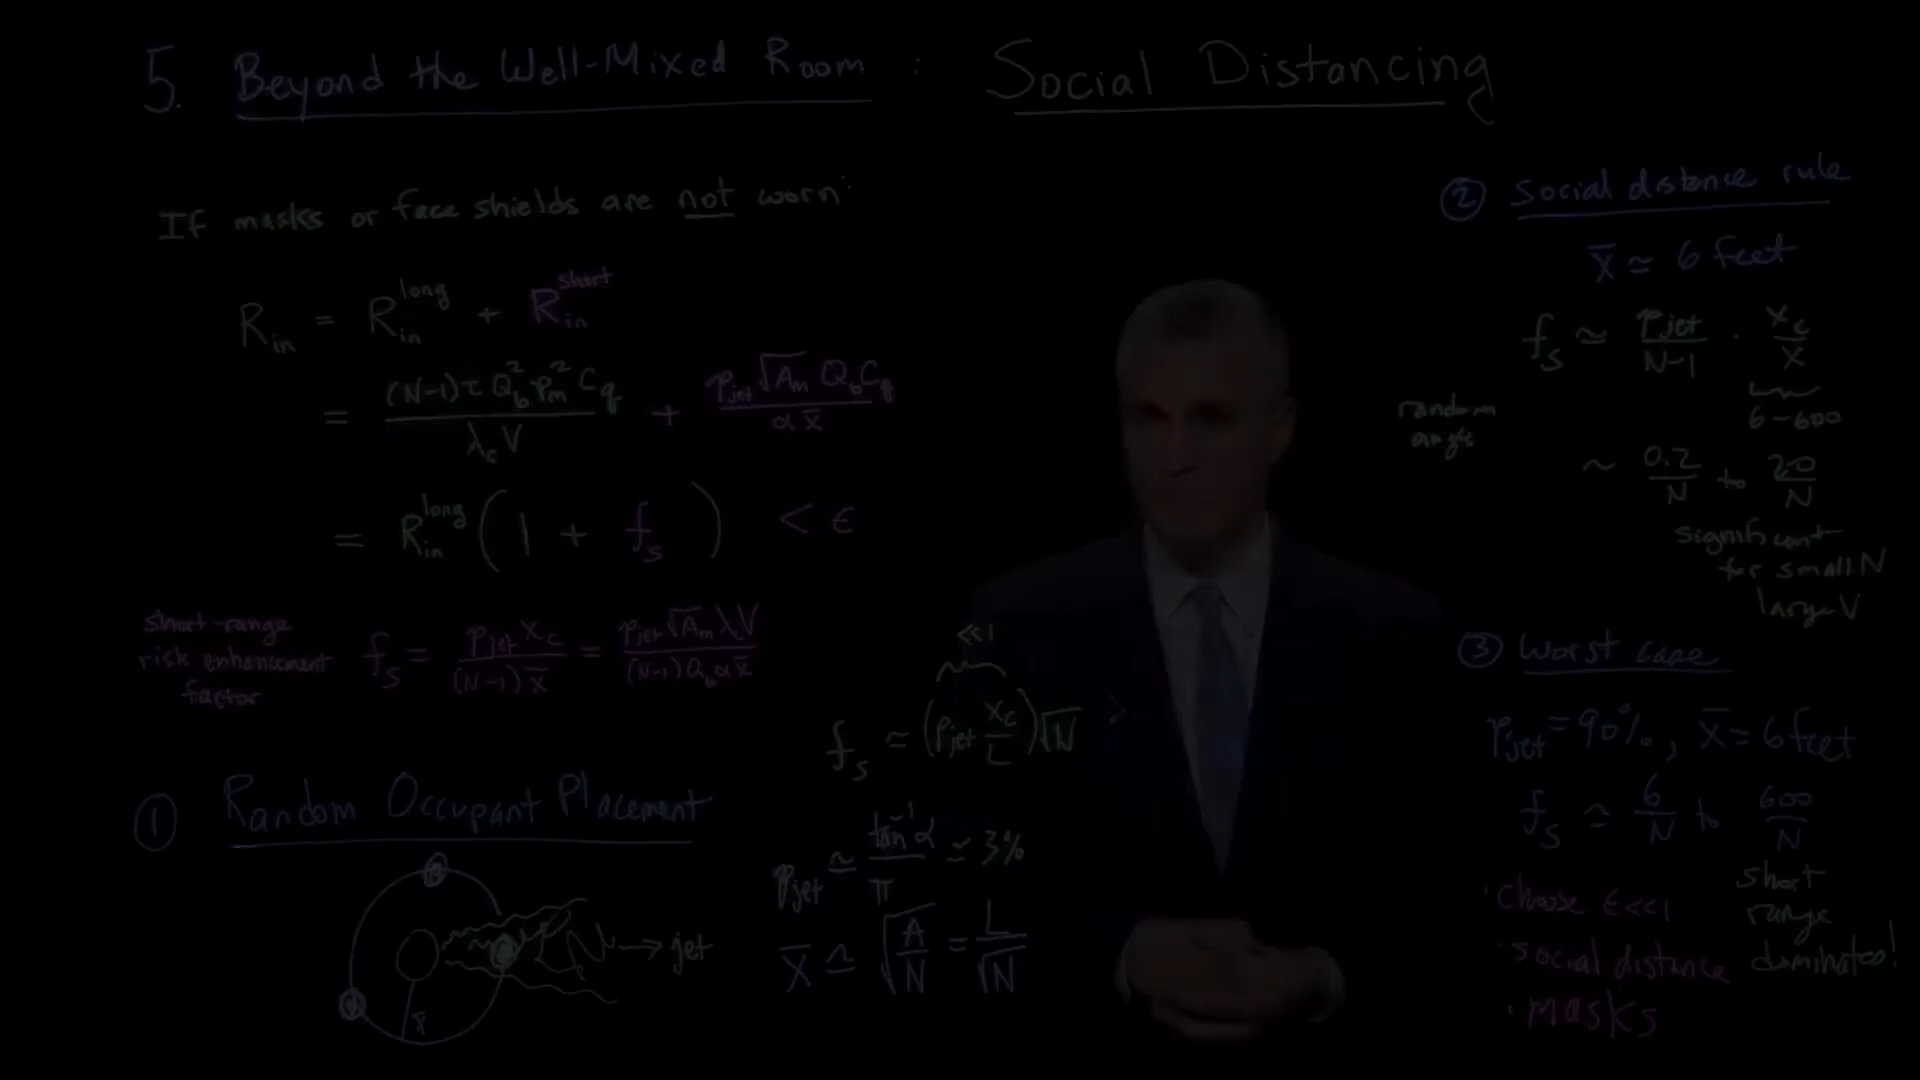 5. Beyond the Well-Mixed Room : Social Distancing
If masks or face shields are not worn:
R_in = R_in^long + R_in^short
= (N-1) τ Q_b^2 p_m^2 C_q / λ_c V + p_jet √A_m Q_b C_q / α x̄
= R_in^long ( 1 + f_s ) < ϵ
short-range
risk enhancement
factor
f_s = p_jet x_c / (N-1) x̄ = p_jet √A_m λ_c V / (N-1) Q_b α x̄
① Random Occupant Placement
x̄
→ jet
<<1
f_s ≃ (p_jet x_c / L) √N
p_jet ≃ tan^-1 α / π ≃ 3%
x̄ ≃ √(A / N) = L / √N
② Social distance rule
x̄ ≃ 6 feet
f_s ≃ p_jet / N-1 · x_c / x̄
random
angle
6-600
~ 0.2 / N to 20 / N
significant
for small N
large V
③ Worst case
p_jet = 90%, x̄ = 6 feet
f_s ≃ 6 / N to 600 / N
short
range
dominated!
· choose ϵ<<1
· social distance
· masks